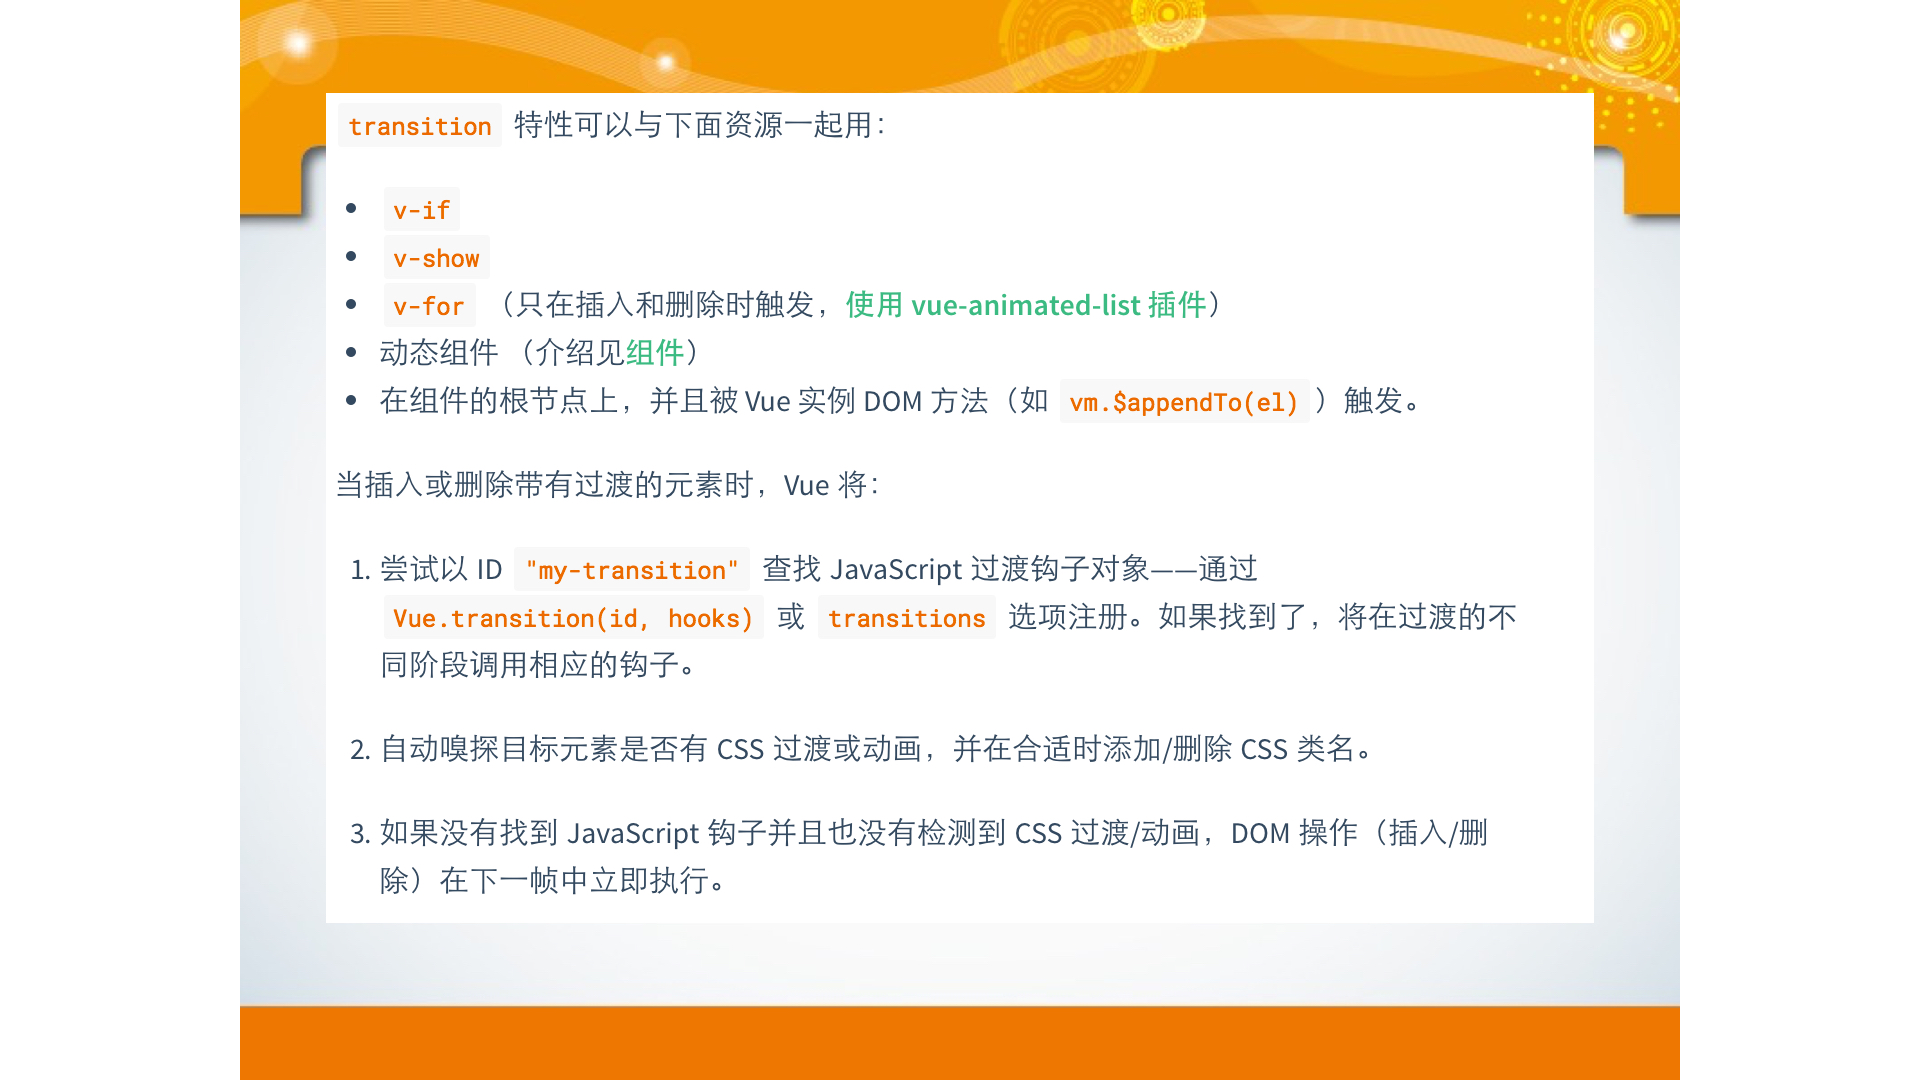 transition 特性可以与下面资源一起用：
• v-if
• v-show
• v-for （只在插入和删除时触发，使用 vue-animated-list 插件）
• 动态组件 （介绍见组件）
• 在组件的根节点上，并且被 Vue 实例 DOM 方法（如 vm.$appendTo(el)）触发。
当插入或删除带有过渡的元素时，Vue 将：
1. 尝试以 ID "my-transition" 查找 JavaScript 过渡钩子对象——通过
Vue.transition(id, hooks) 或 transitions 选项注册。如果找到了，将在过渡的不
同阶段调用相应的钩子。
2. 自动嗅探目标元素是否有 CSS 过渡或动画，并在合适时添加/删除 CSS 类名。
3. 如果没有找到 JavaScript 钩子并且也没有检测到 CSS 过渡/动画，DOM 操作（插入/删
除）在下一帧中立即执行。